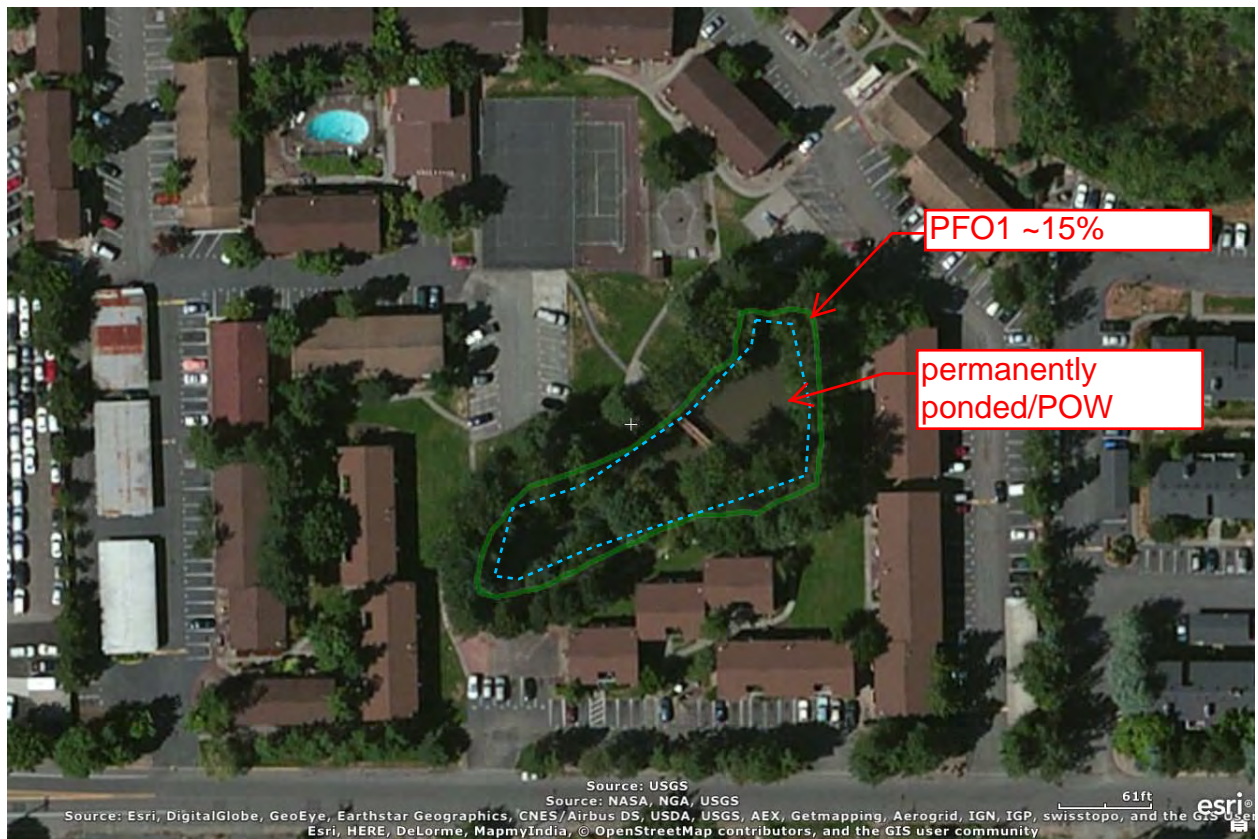 PFO1 ~15%
permanently
ponded/POW
Source: USGS
Source: NASA, NGA, USGS
61ft
Source: Esri, DigitalGlobe, GeoEye, Earthstar Geographics, CNES/Airbus DS, USDA, USGS, AEX, Getmapping, Aerogrid, IGN, IGP, swisstopo, and the GIS
Esri, HERE, DeLorme, MapmyIndia, © OpenStreetMap contributors, and the GIS user community
esri